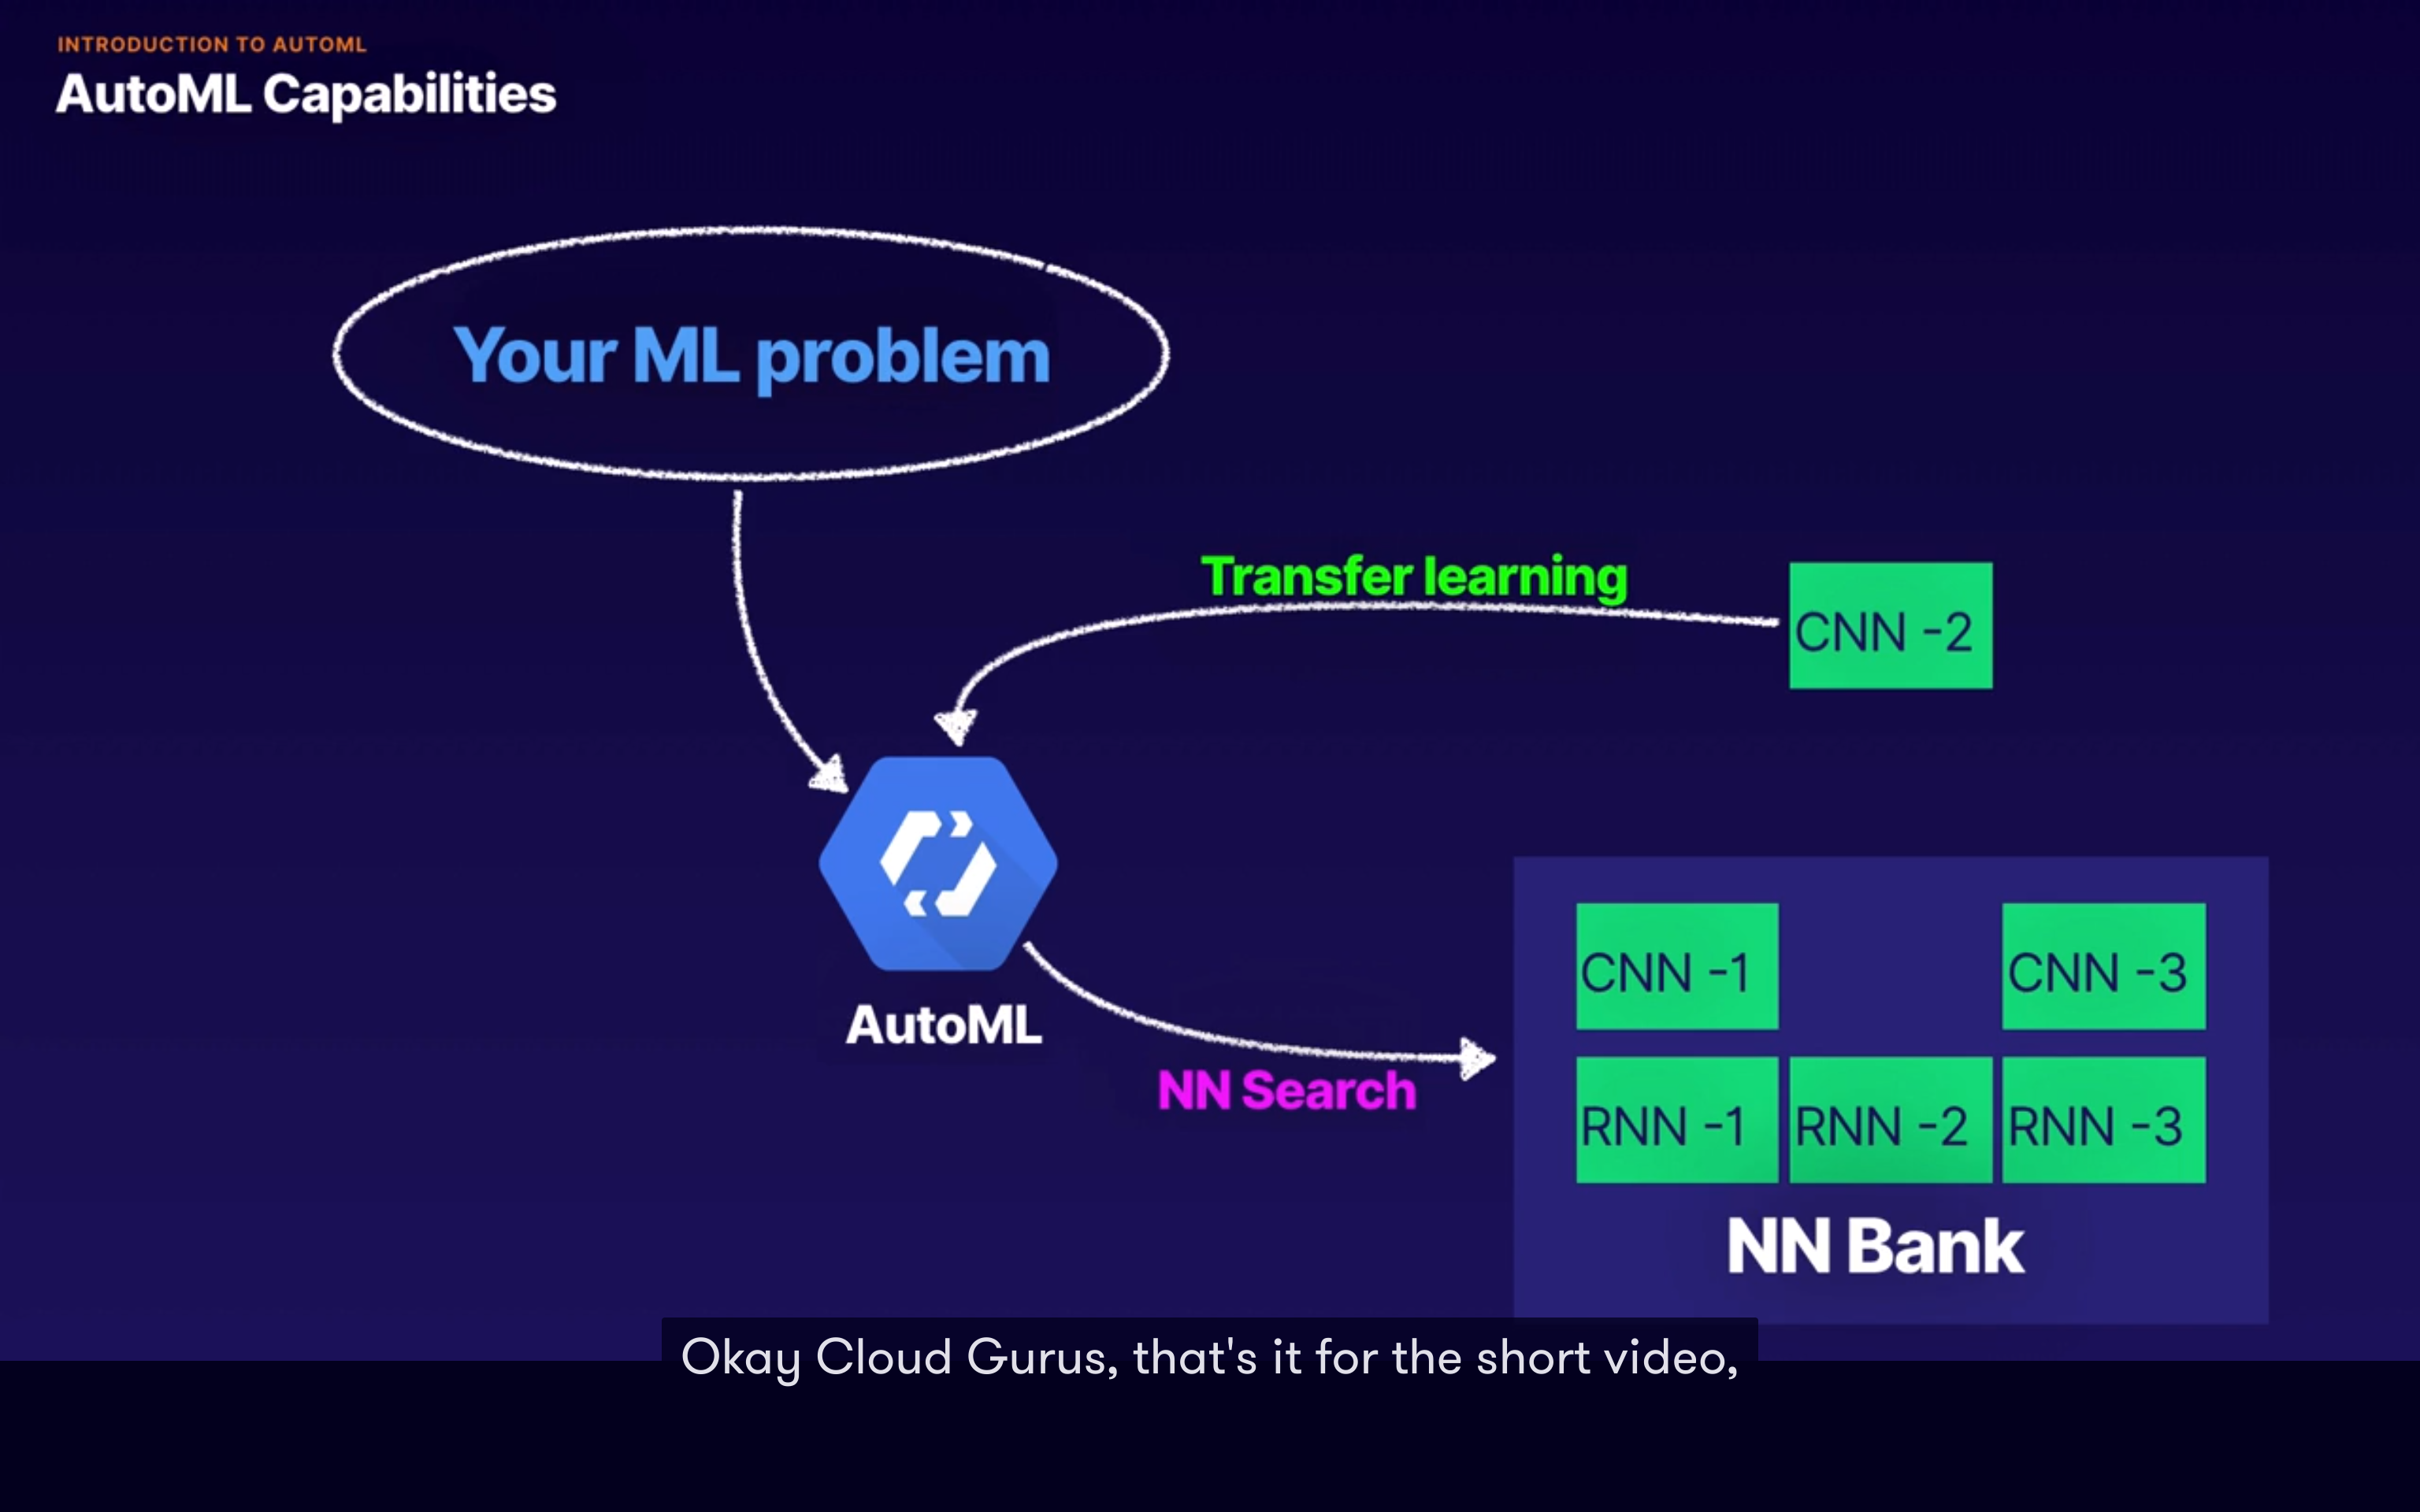 INTRODUCTION TO AUTOML
AutoML Capabilities
Your ML problem
Transfer learning
CNN -2
AutoML
NN Search
CNN -1
CNN -3
RNN -1
RNN -2
RNN -3
NN Bank
Okay Cloud Gurus, that's it for the short video,